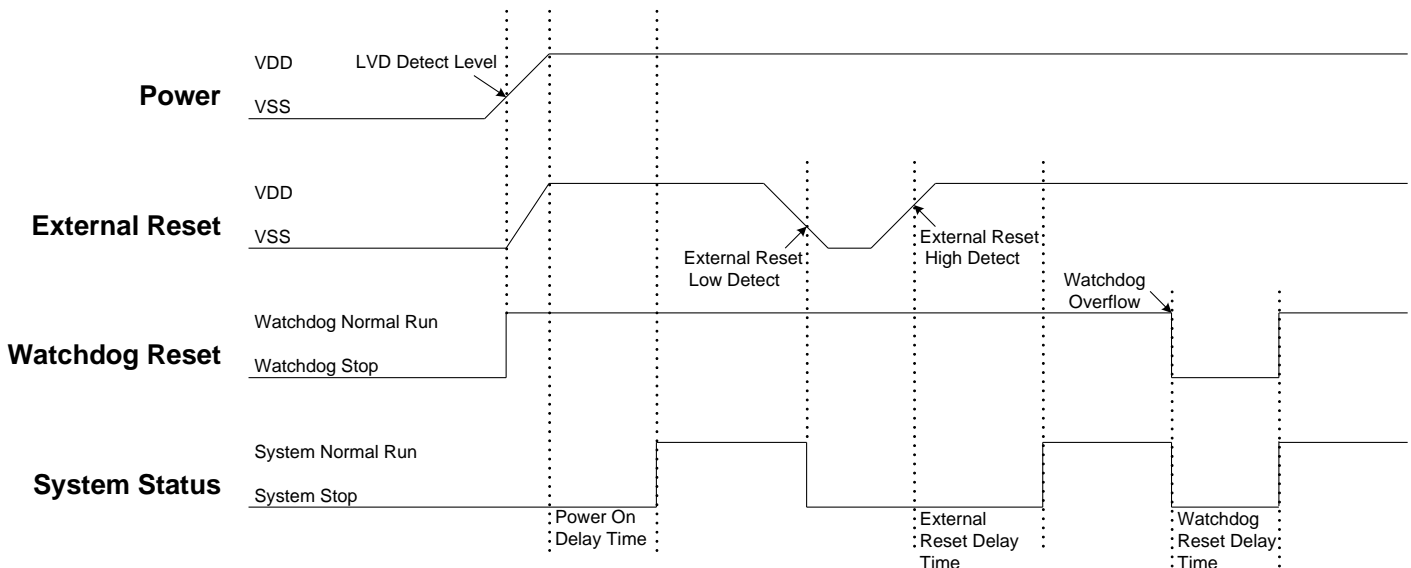 VDD
LVD Detect Level
Power
VSS
VDD
External Reset
VSS
External Reset
Low Detect
External Reset
High Detect
Watchdog
Overflow
Watchdog Normal Run
Watchdog Reset
Watchdog Stop
System Normal Run
System Status
System Stop
Power On
Delay Time
External
Reset Delay
Time
Watchdog
Reset Delay
Time